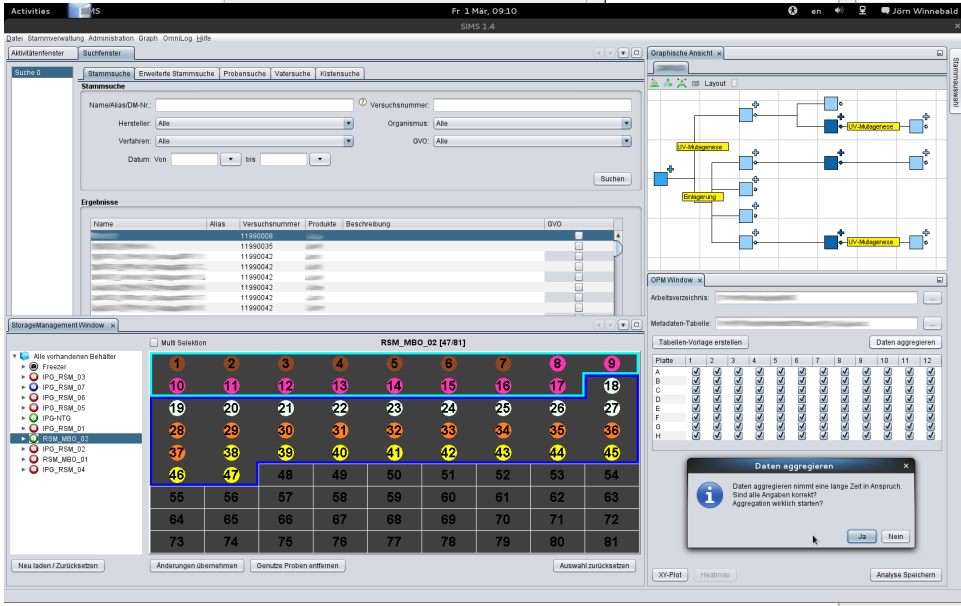 Activities SIMS Fr 1 Mär, 09:10 en Jörn Winnebald
SIMS 1.4 ×
Datei Stammverwaltung Administration Graph OmniLog Hilfe
Aktivitätenfenster Suchfenster
Suche 0
Stammsuche Erweiterte Stammsuche Probensuche Vatersuche Kistensuche
Stammsuche
Name/Alias/DM-Nr.: Versuchsnummer:
Hersteller: Alle Organismus: Alle
Verfahren: Alle GVO: Alle
Datum: Von bis
Suchen
Ergebnisse
Name Alias Versuchsnummer Produkte Beschreibung GVO
11990008
11990035
11990042
11990042
11990042
11990042
11990042
11990042
Graphische Ansicht ×
Stammauswahl
Layout
UV-Mutagenese
UV-Mutagenese
Einlagerung
UV-Mutagenese
StorageManagement Window ×
Multi Selektion RSM_MBO_02 [47/81]
Alle vorhandenen Behälter
Freezer
IPG_RSM_03
IPG_RSM_07
IPG_RSM_06
IPG_RSM_05
IPG-NTG
IPG_RSM_01
RSM_MBO_02
IPG_RSM_02
RSM_MBO_01
IPG_RSM_04
1 2 3 4 5 6 7 8 9
10 11 12 13 14 15 16 17 18
19 20 21 22 23 24 25 26 27
28 29 30 31 32 33 34 35 36
37 38 39 40 41 42 43 44 45
46 47 48 49 50 51 52 53 54
55 56 57 58 59 60 61 62 63
64 65 66 67 68 69 70 71 72
73 74 75 76 77 78 79 80 81
Neu laden / Zurücksetzen Änderungen übernehmen Genutze Proben entfernen Auswahl zurücksetzen
OPM Window ×
Arbeitsverzeichnis: ...
Metadaten-Tabelle: ...
Tabellen-Vorlage erstellen Daten aggregieren
Platte 1 2 3 4 5 6 7 8 9 10 11 12
A
B
C
D
E
F
G
H
Daten aggregieren ×
Daten aggregieren nimmt eine lange Zeit in Anspruch.
Sind alle Angaben korrekt?
Aggregation wirklich starten?
Ja Nein
XY-Plot Heatmap Analyse Speichern